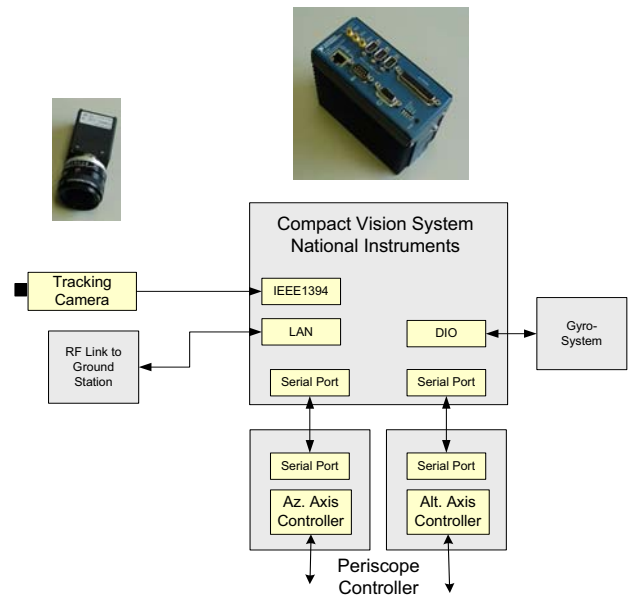 Compact Vision System
National Instruments
Tracking
Camera
IEEE1394
LAN
DIO
RF Link to
Ground
Station
Gyro-
System
Serial Port
Serial Port
Serial Port
Serial Port
Az. Axis
Controller
Alt. Axis
Controller
Periscope
Controller